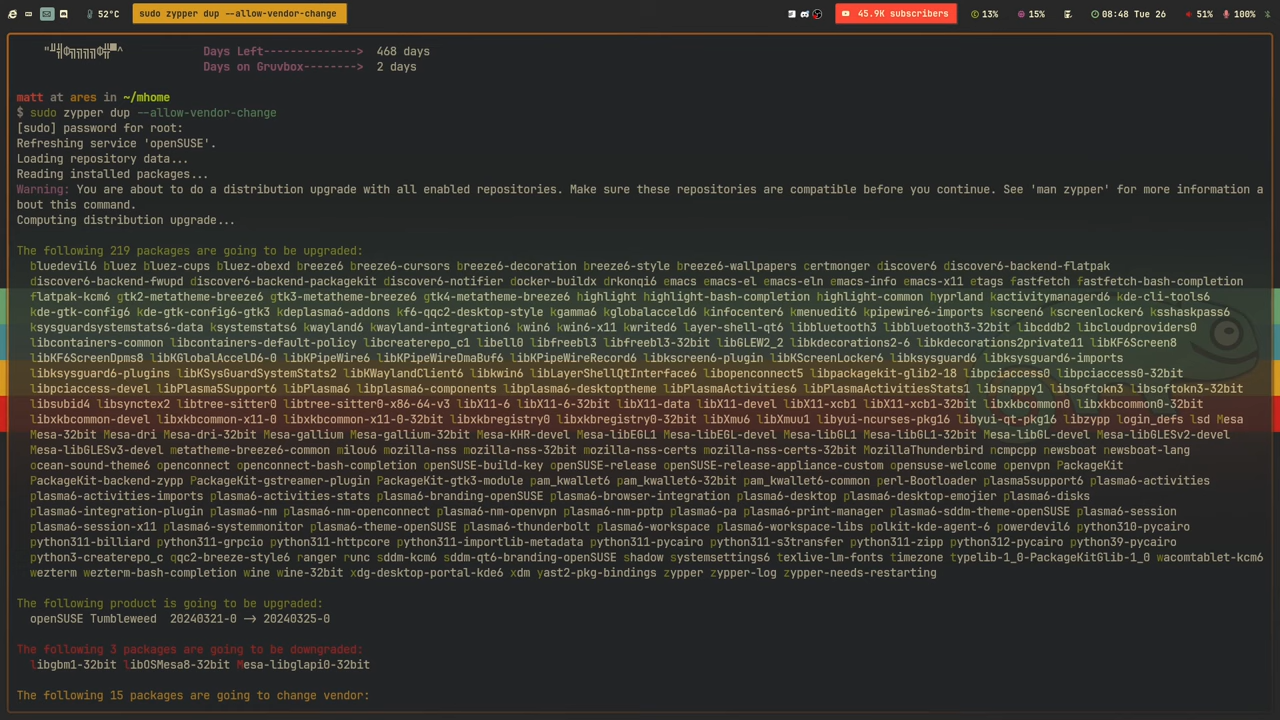 52°C sudo zypper dup --allow-vendor-change 45.9K subscribers 13% 15% 08:48 Tue 26 51% 100%
Days Left--------------> 468 days
Days on Gruvbox--------> 2 days
matt at ares in ~/mhome
$ sudo zypper dup --allow-vendor-change
[sudo] password for root:
Refreshing service 'openSUSE'.
Loading repository data...
Reading installed packages...
Warning: You are about to do a distribution upgrade with all enabled repositories. Make sure these repositories are compatible before you continue. See 'man zypper' for more information a
bout this command.
Computing distribution upgrade...
The following 219 packages are going to be upgraded:
bluedevil6 bluez bluez-cups bluez-obexd breeze6 breeze6-cursors breeze6-decoration breeze6-style breeze6-wallpapers certmonger discover6 discover6-backend-flatpak
discover6-backend-fwupd discover6-backend-packagekit discover6-notifier docker-buildx drkonqi6 emacs emacs-el emacs-eln emacs-info emacs-x11 etags fastfetch fastfetch-bash-completion
flatpak-kcm6 gtk2-metatheme-breeze6 gtk3-metatheme-breeze6 gtk4-metatheme-breeze6 highlight highlight-bash-completion highlight-common hyprland kactivitymanagerd6 kde-cli-tools6
kde-gtk-config6 kde-gtk-config6-gtk3 kdeplasma6-addons kf6-qqc2-desktop-style kgamma6 kglobalacceld6 kinfocenter6 kmenuedit6 kpipewire6-imports kscreen6 kscreenlocker6 ksshaskpass6
ksysguardsystemstats6-data ksystemstats6 kwayland6 kwayland-integration6 kwin6 kwin6-x11 kwrited6 layer-shell-qt6 libbluetooth3 libbluetooth3-32bit libcddb2 libcloudproviders0
libcontainers-common libcontainers-default-policy libcreaterepo_c1 libell0 libfreebl3 libfreebl3-32bit libGLEW2_2 libkdecorations2-6 libkdecorations2private11 libKF6Screen8
libKF6ScreenDpms8 libKGlobalAccelD6-0 libKPipeWire6 libKPipeWireDmaBuf6 libKPipeWireRecord6 libkscreen6-plugin libKScreenLocker6 libksysguard6 libksysguard6-imports
libksysguard6-plugins libKSysGuardSystemStats2 libKWaylandClient6 libkwin6 libLayerShellQtInterface6 libopenconnect5 libpackagekit-glib2-18 libpciaccess0 libpciaccess0-32bit
libpciaccess-devel libPlasma5Support6 libPlasma6 libplasma6-components libplasma6-desktoptheme libPlasmaActivities6 libPlasmaActivitiesStats1 libsnappy1 libsoftokn3 libsoftokn3-32bit
libsubid4 libsynctex2 libtree-sitter0 libtree-sitter0-x86-64-v3 libX11-6 libX11-6-32bit libX11-data libX11-devel libX11-xcb1 libX11-xcb1-32bit libxkbcommon0 libxkbcommon0-32bit
libxkbcommon-devel libxkbcommon-x11-0 libxkbcommon-x11-0-32bit libxkbregistry0 libxkbregistry0-32bit libXmu6 libXmuu1 libyui-ncurses-pkg16 libyui-qt-pkg16 libzypp login_defs lsd Mesa
Mesa-32bit Mesa-dri Mesa-dri-32bit Mesa-gallium Mesa-gallium-32bit Mesa-KHR-devel Mesa-libEGL1 Mesa-libEGL-devel Mesa-libGL1 Mesa-libGL1-32bit Mesa-libGL-devel Mesa-libGLESv2-devel
Mesa-libGLESv3-devel metatheme-breeze6-common milou6 mozilla-nss mozilla-nss-32bit mozilla-nss-certs mozilla-nss-certs-32bit MozillaThunderbird ncmpcpp newsboat newsboat-lang
ocean-sound-theme6 openconnect openconnect-bash-completion openSUSE-build-key openSUSE-release openSUSE-release-appliance-custom opensuse-welcome openvpn PackageKit
PackageKit-backend-zypp PackageKit-gstreamer-plugin PackageKit-gtk3-module pam_kwallet6 pam_kwallet6-32bit pam_kwallet6-common perl-Bootloader plasma5support6 plasma6-activities
plasma6-activities-imports plasma6-activities-stats plasma6-branding-openSUSE plasma6-browser-integration plasma6-desktop plasma6-desktop-emojier plasma6-disks
plasma6-integration-plugin plasma6-nm plasma6-nm-openconnect plasma6-nm-openvpn plasma6-nm-pptp plasma6-pa plasma6-print-manager plasma6-sddm-theme-openSUSE plasma6-session
plasma6-session-x11 plasma6-systemmonitor plasma6-theme-openSUSE plasma6-thunderbolt plasma6-workspace plasma6-workspace-libs polkit-kde-agent-6 powerdevil6 python310-pycairo
python311-billiard python311-grpcio python311-httpcore python311-importlib-metadata python311-pycairo python311-s3transfer python311-zipp python312-pycairo python39-pycairo
python3-createrepo_c qqc2-breeze-style6 ranger runc sddm-kcm6 sddm-qt6-branding-openSUSE shadow systemsettings6 texlive-lm-fonts timezone typelib-1_0-PackageKitGlib-1_0 wacomtablet-kcm6
wezterm wezterm-bash-completion wine wine-32bit xdg-desktop-portal-kde6 xdm yast2-pkg-bindings zypper zypper-log zypper-needs-restarting
The following product is going to be upgraded:
openSUSE Tumbleweed 20240321-0 -> 20240325-0
The following 3 packages are going to be downgraded:
libgbm1-32bit libOSMesa8-32bit Mesa-libglapi0-32bit
The following 15 packages are going to change vendor: